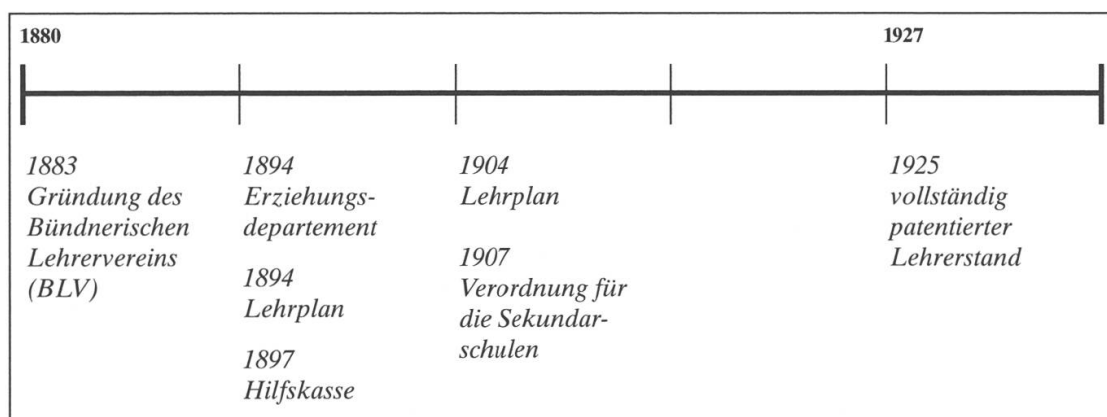 1880
1927
1883
Gründung des
Bündnerischen
Lehrervereins
(BLV)
1894
Erziehungs-
departement
1894
Lehrplan
1897
Hilfskasse
1904
Lehrplan
1907
Verordnung für
die Sekundar-
schulen
1925
vollständig
patentierter
Lehrerstand